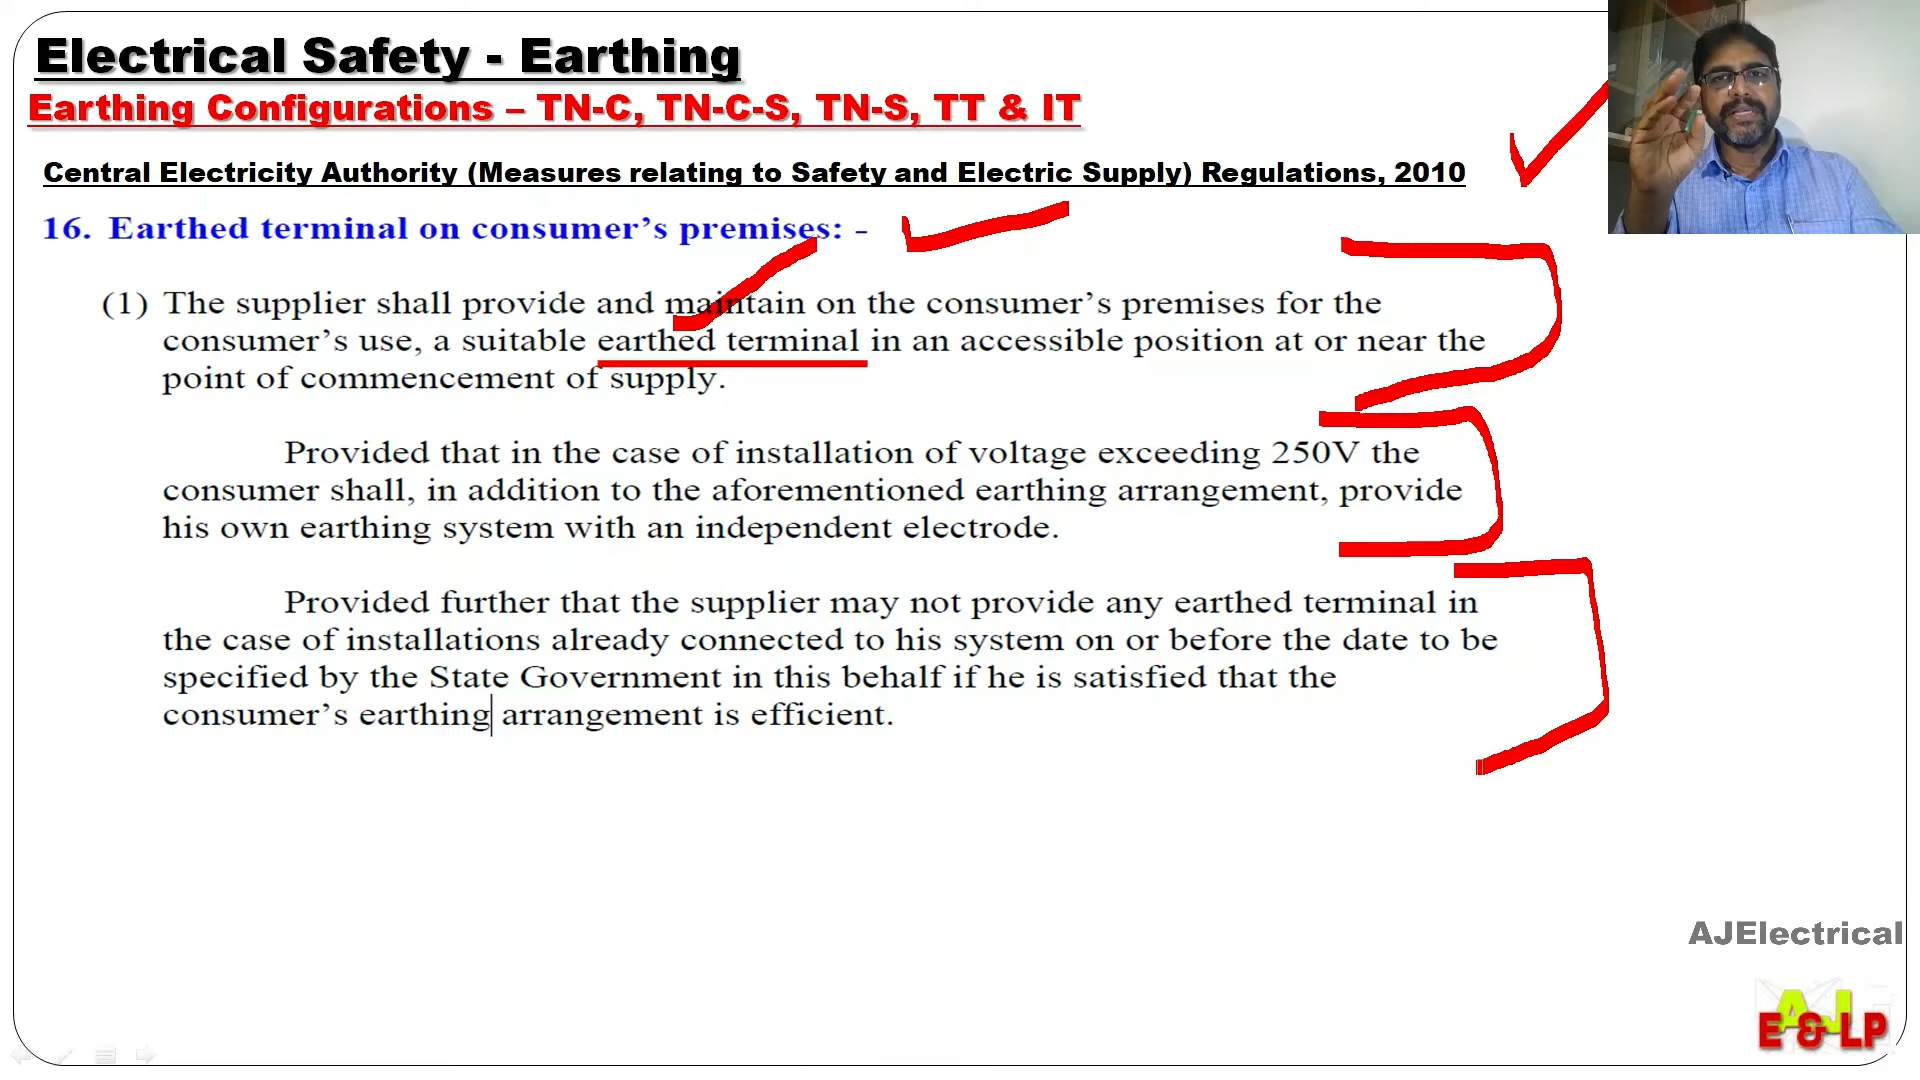 Electrical Safety - Earthing
Earthing Configurations – TN-C, TN-C-S, TN-S, TT & IT
Central Electricity Authority (Measures relating to Safety and Electric Supply) Regulations, 2010
16. Earthed terminal on consumer’s premises: -
(1) The supplier shall provide and maintain on the consumer’s premises for the
consumer’s use, a suitable earthed terminal in an accessible position at or near the
point of commencement of supply.
Provided that in the case of installation of voltage exceeding 250V the
consumer shall, in addition to the aforementioned earthing arrangement, provide
his own earthing system with an independent electrode.
Provided further that the supplier may not provide any earthed terminal in
the case of installations already connected to his system on or before the date to be
specified by the State Government in this behalf if he is satisfied that the
consumer’s earthing arrangement is efficient.
AJElectrical
AJ
E & LP